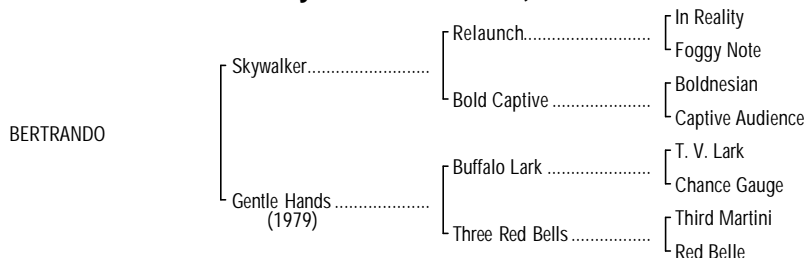 In Reality
Relaunch..............................
Foggy Note
Skywalker.............................
Boldnesian
Bold Captive .......................
Captive Audience
BERTRANDO
T. V. Lark
Buffalo Lark ........................
Chance Gauge
Gentle Hands ......................
(1979)
Third Martini
Three Red Bells...................
Red Belle